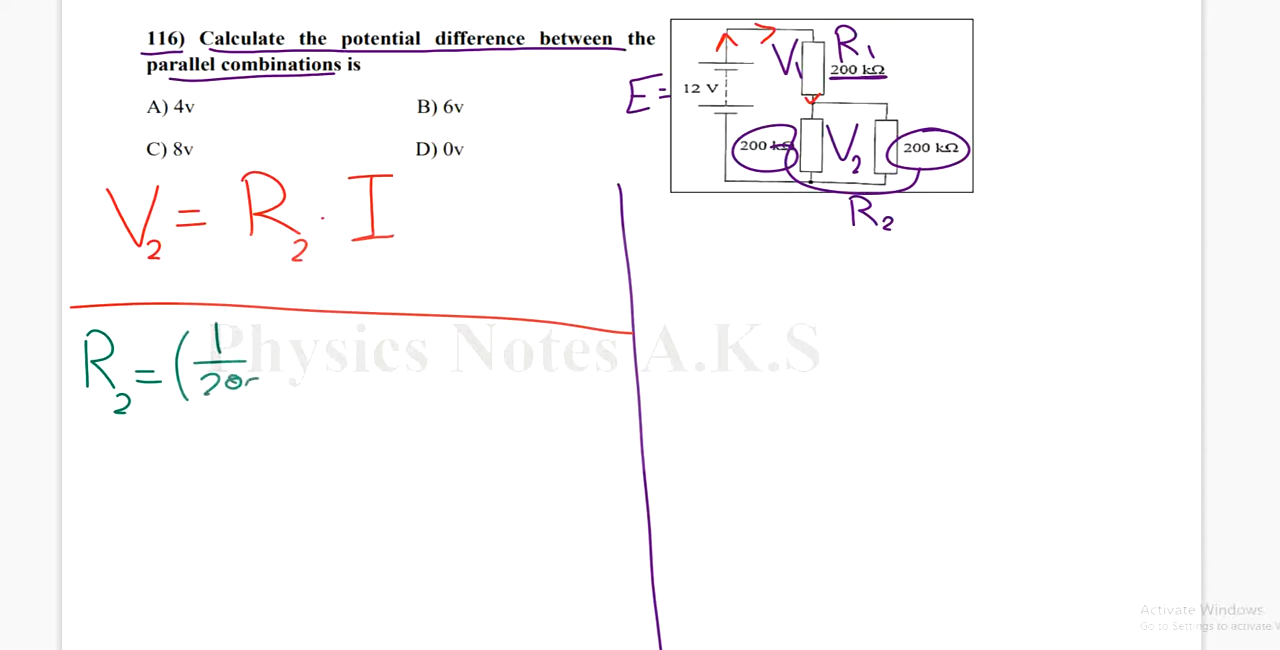 116) Calculate the potential difference between the
parallel combinations is
A) 4v
B) 6v
C) 8v
D) 0v
E =
12 V
V1
R1
200 kΩ
200 kΩ
V2
200 kΩ
R2
V2 = R2 . I
R2 = ( 1
Physics Notes A.K.S
Activate Windows
Go to Settings to activate